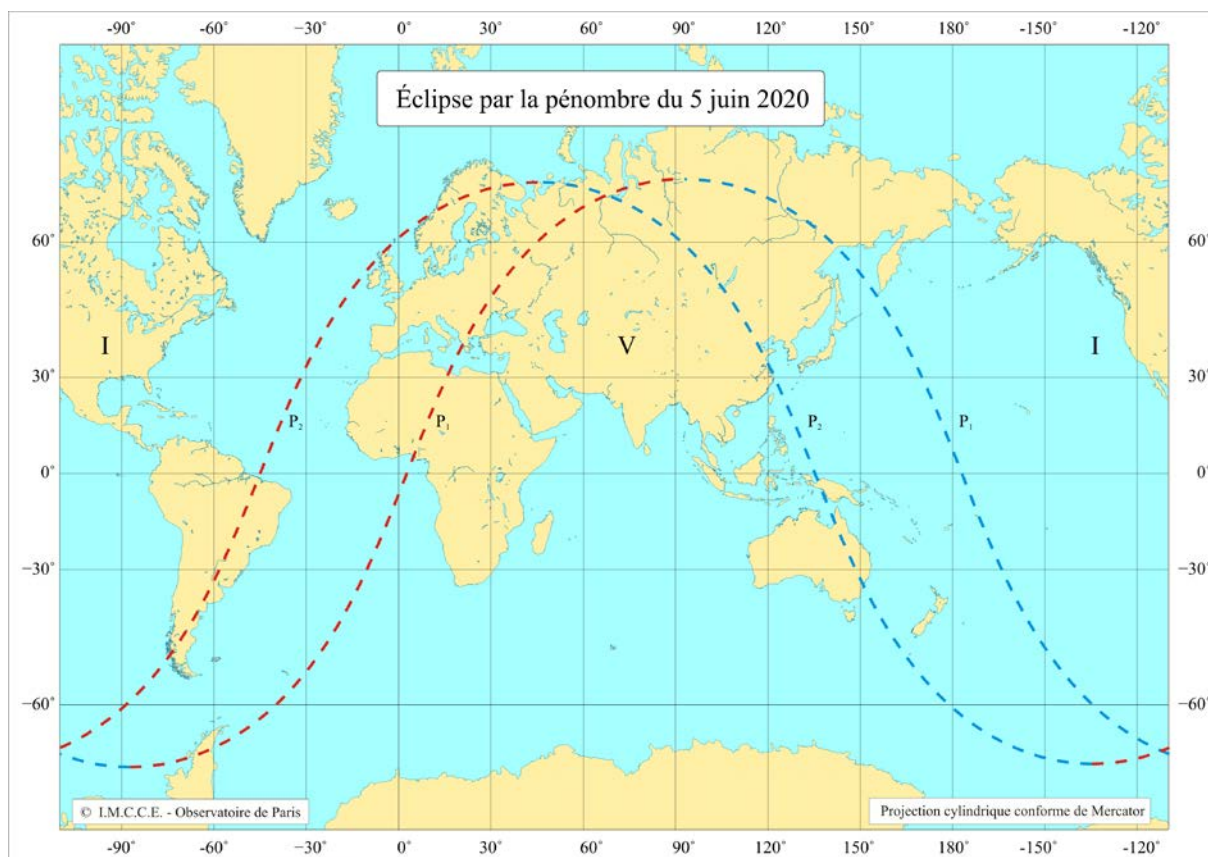 -90° -60° −30° 0° 30° 60° 90° 120° 150° 180° -150° -120°
Éclipse par la pénombre du 5 juin 2020
60° 60°
I V I
30° 30°
P₂ P₁ P₂ P₁
0° 0°
−30° −30°
−60° −60°
© I.M.C.C.E. - Observatoire de Paris
Projection cylindrique conforme de Mercator
-90° -60° −30° 0° 30° 60° 90° 120° 150° 180° -150° -120°